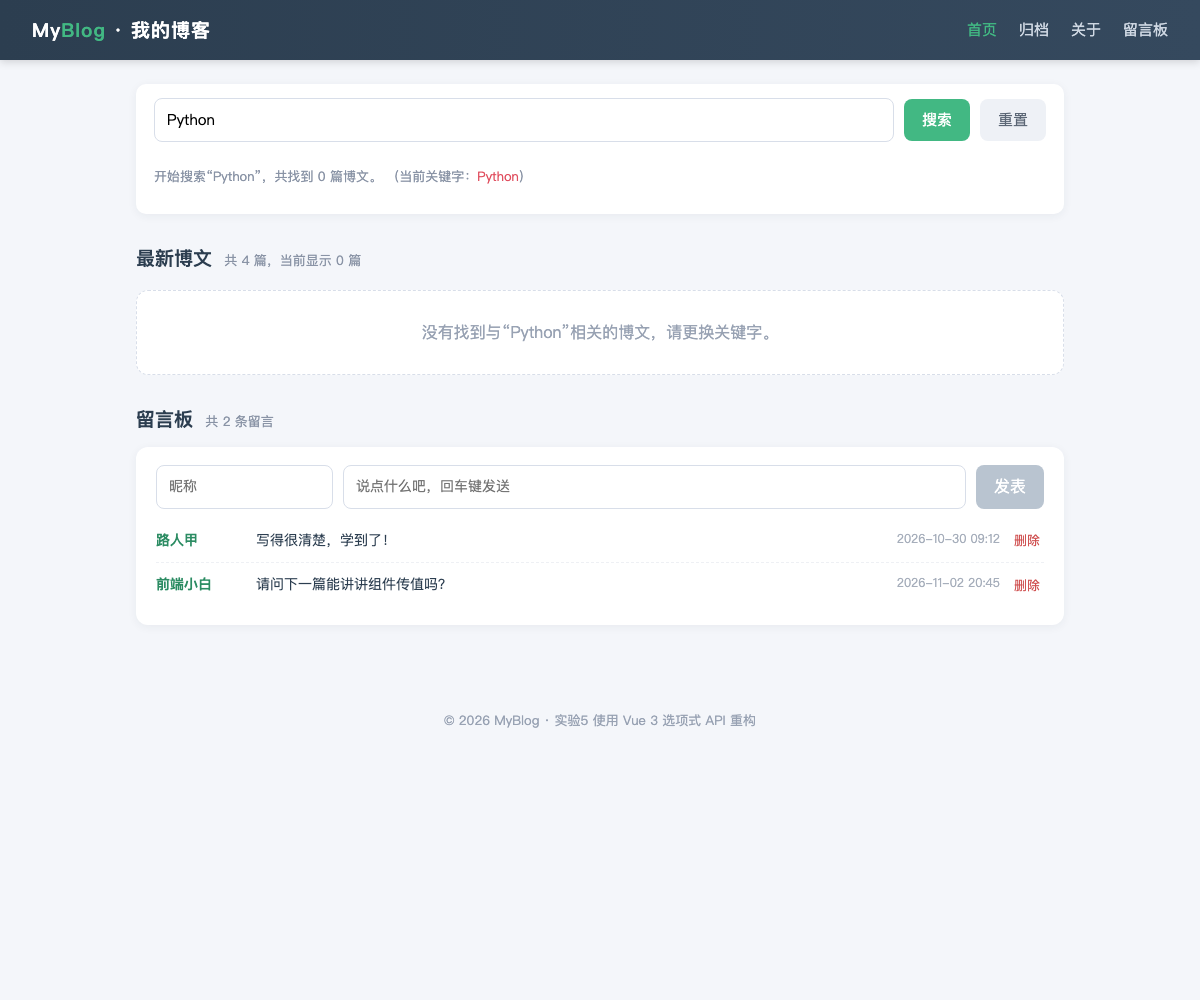 MyBlog · 我的博客
首页 归档 关于 留言板
Python
搜索 重置
开始搜索“Python”，共找到 0 篇博文。 （当前关键字：Python）
最新博文 共 4 篇，当前显示 0 篇
没有找到与“Python”相关的博文，请更换关键字。
留言板 共 2 条留言
昵称 说点什么吧，回车键发送 发表
路人甲 写得很清楚，学到了！ 2026-10-30 09:12 删除
前端小白 请问下一篇能讲讲组件传值吗？ 2026-11-02 20:45 删除
© 2026 MyBlog · 实验5 使用 Vue 3 选项式 API 重构